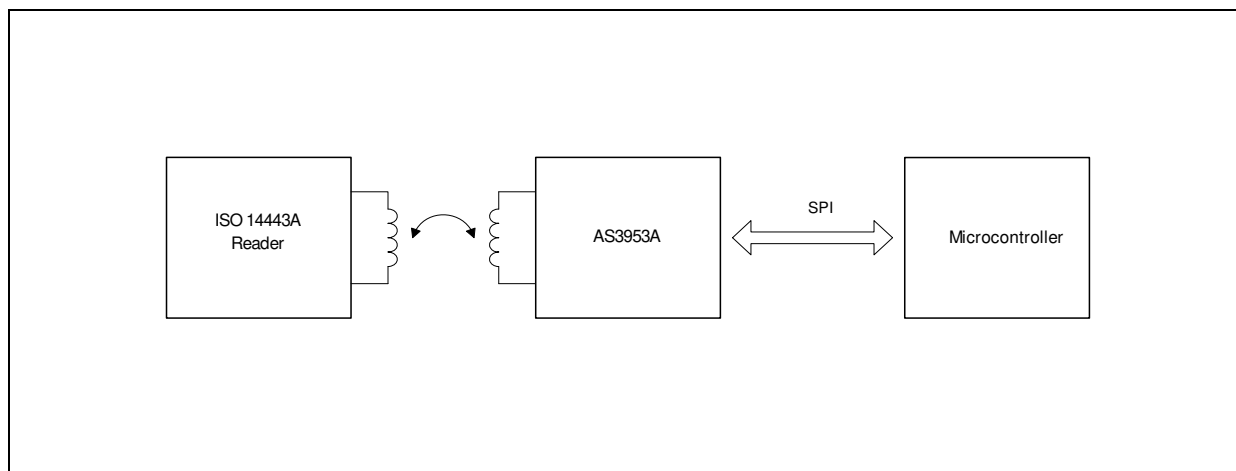 ISO 14443A
Reader
AS3953A
SPI
Microcontroller